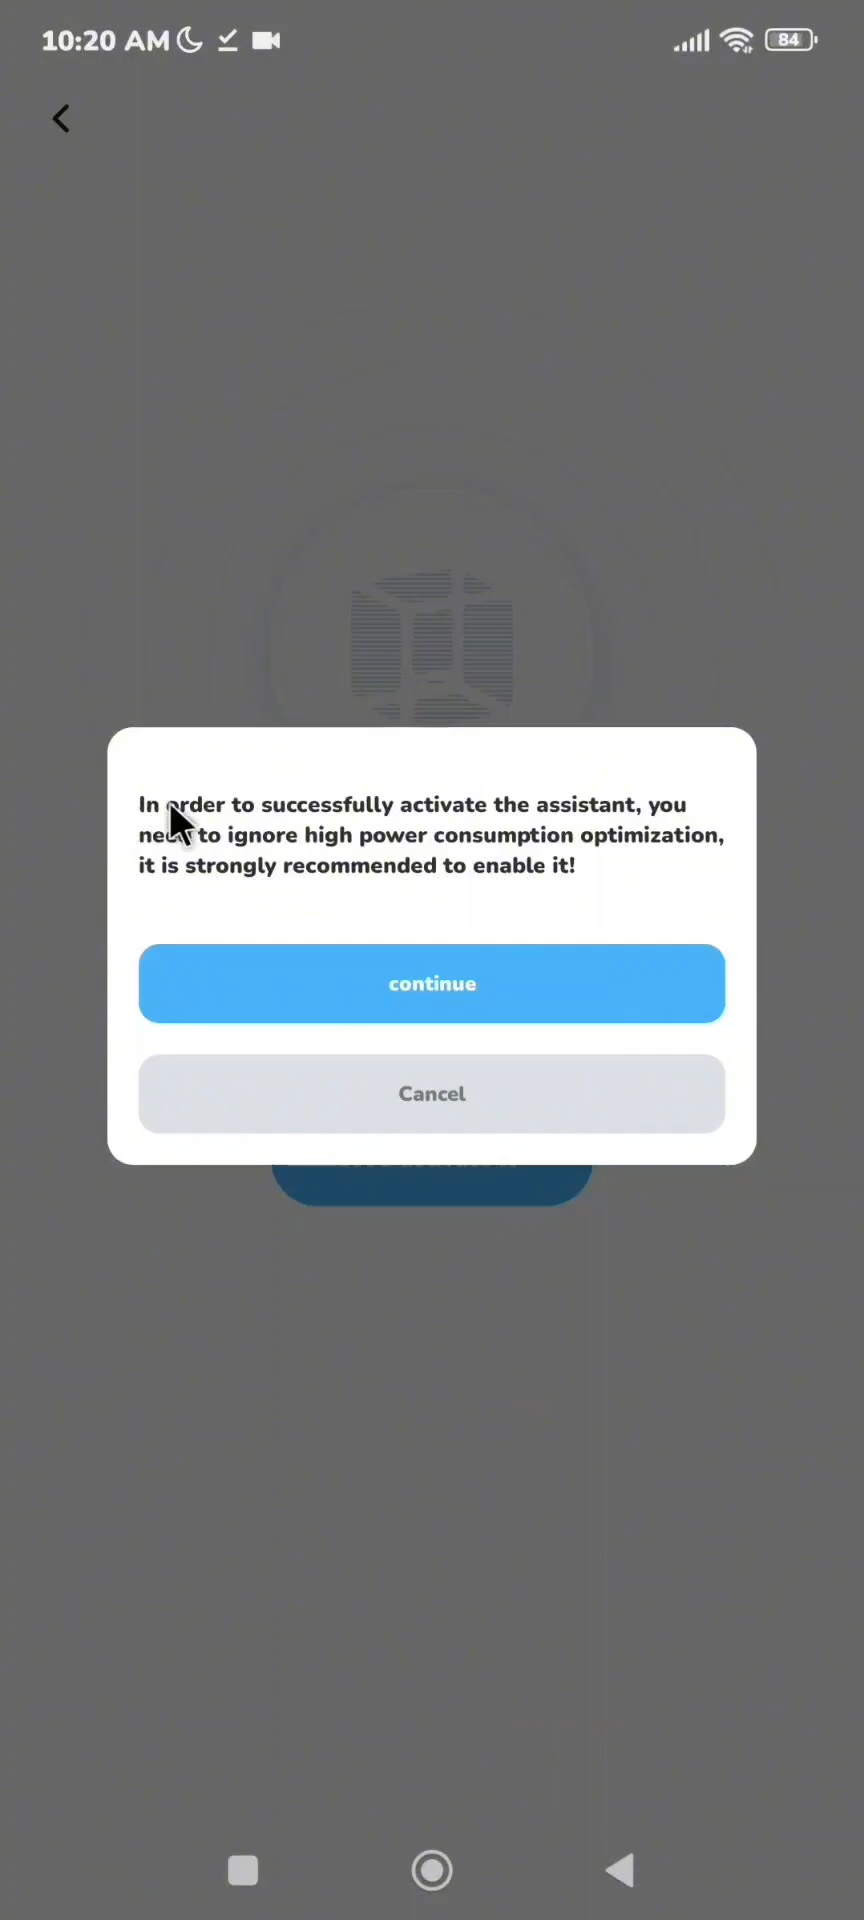 10:20 AM
84
In order to successfully activate the assistant, you
need to ignore high power consumption optimization,
it is strongly recommended to enable it!
continue
Cancel